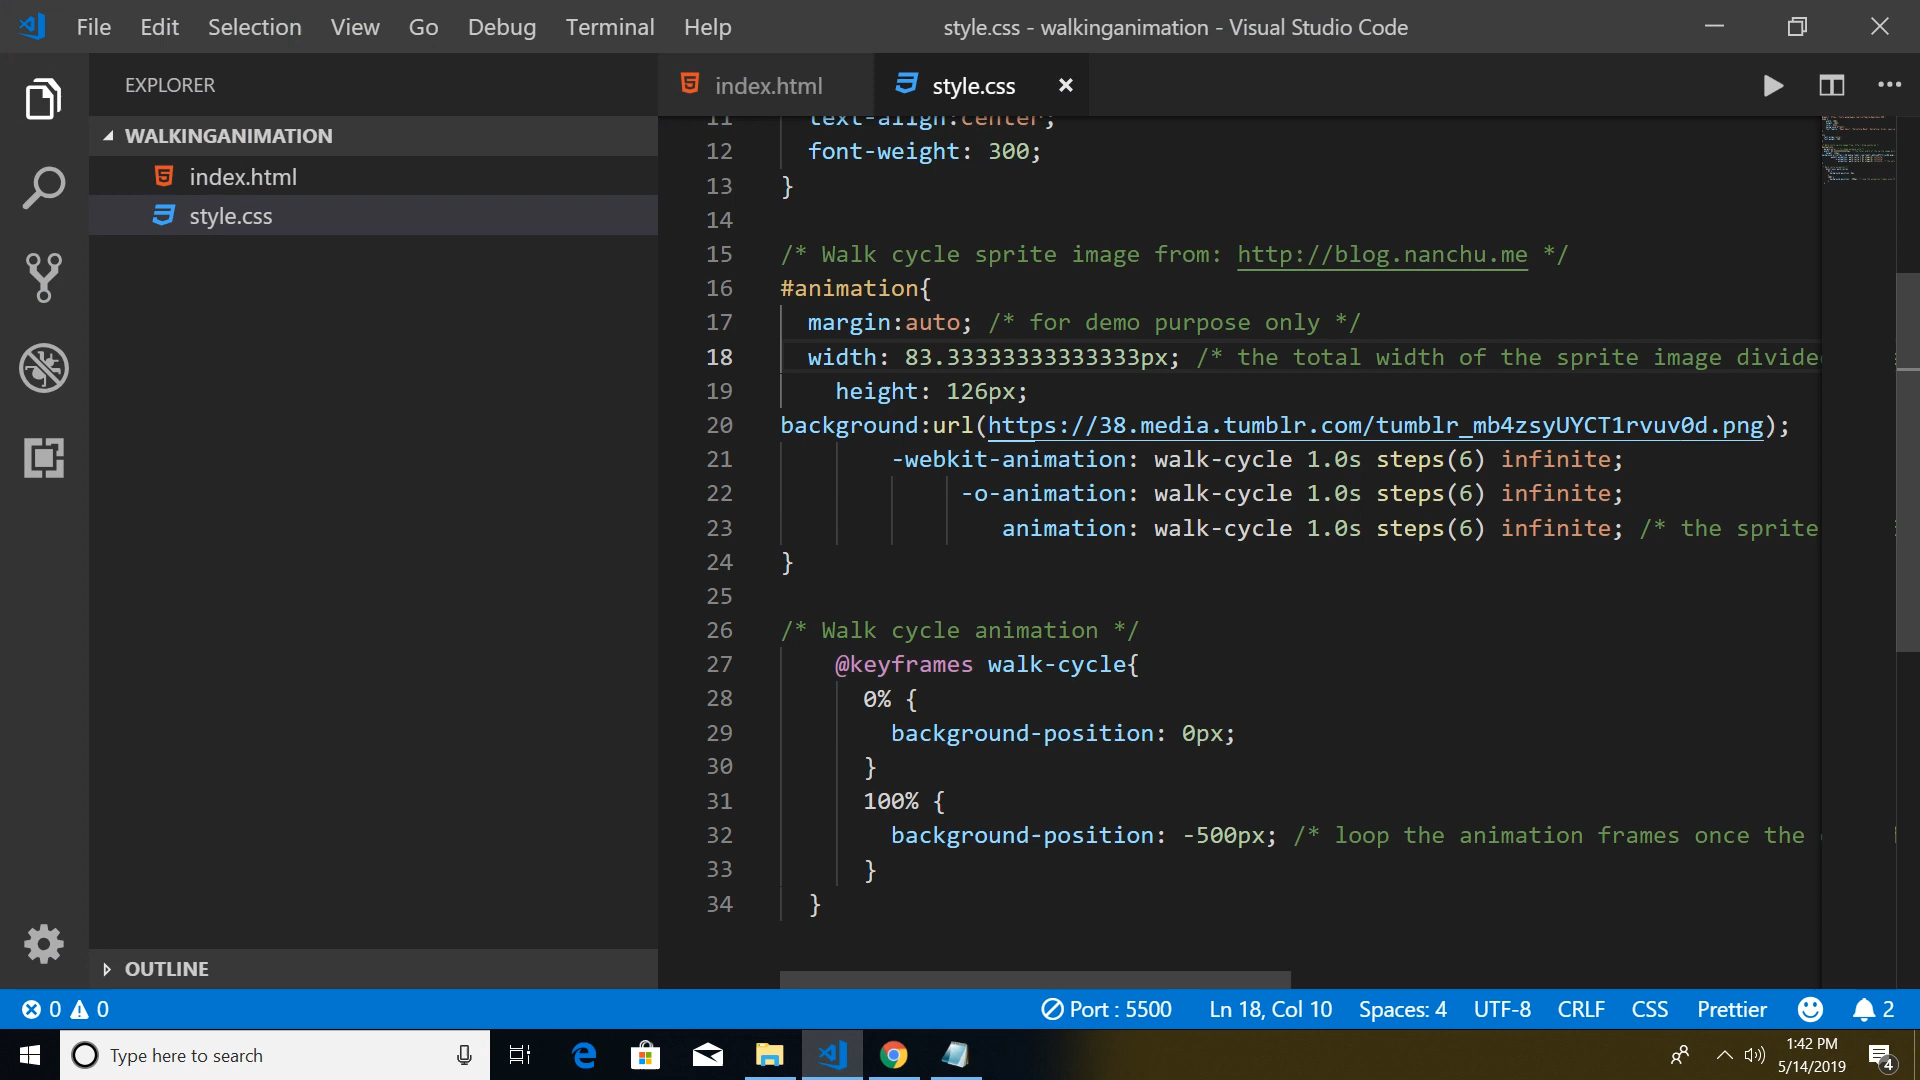 File Edit Selection View Go Debug Terminal Help
style.css - walkinganimation - Visual Studio Code
EXPLORER
WALKINGANIMATION
index.html
style.css
OUTLINE
index.html
style.css
11 text-align:center;
12 font-weight: 300;
13 }
14
15 /* Walk cycle sprite image from: http://blog.nanchu.me */
16 #animation{
17 margin:auto; /* for demo purpose only */
18 width: 83.33333333333333px; /* the total width of the sprite image divide
19 height: 126px;
20 background:url(https://38.media.tumblr.com/tumblr_mb4zsyUYCT1rvuv0d.png);
21 -webkit-animation: walk-cycle 1.0s steps(6) infinite;
22 -o-animation: walk-cycle 1.0s steps(6) infinite;
23 animation: walk-cycle 1.0s steps(6) infinite; /* the sprite
24 }
25
26 /* Walk cycle animation */
27 @keyframes walk-cycle{
28 0% {
29 background-position: 0px;
30 }
31 100% {
32 background-position: -500px; /* loop the animation frames once the
33 }
34 }
0 0
Port : 5500 Ln 18, Col 10 Spaces: 4 UTF-8 CRLF CSS Prettier 2
Type here to search
1:42 PM
5/14/2019
4